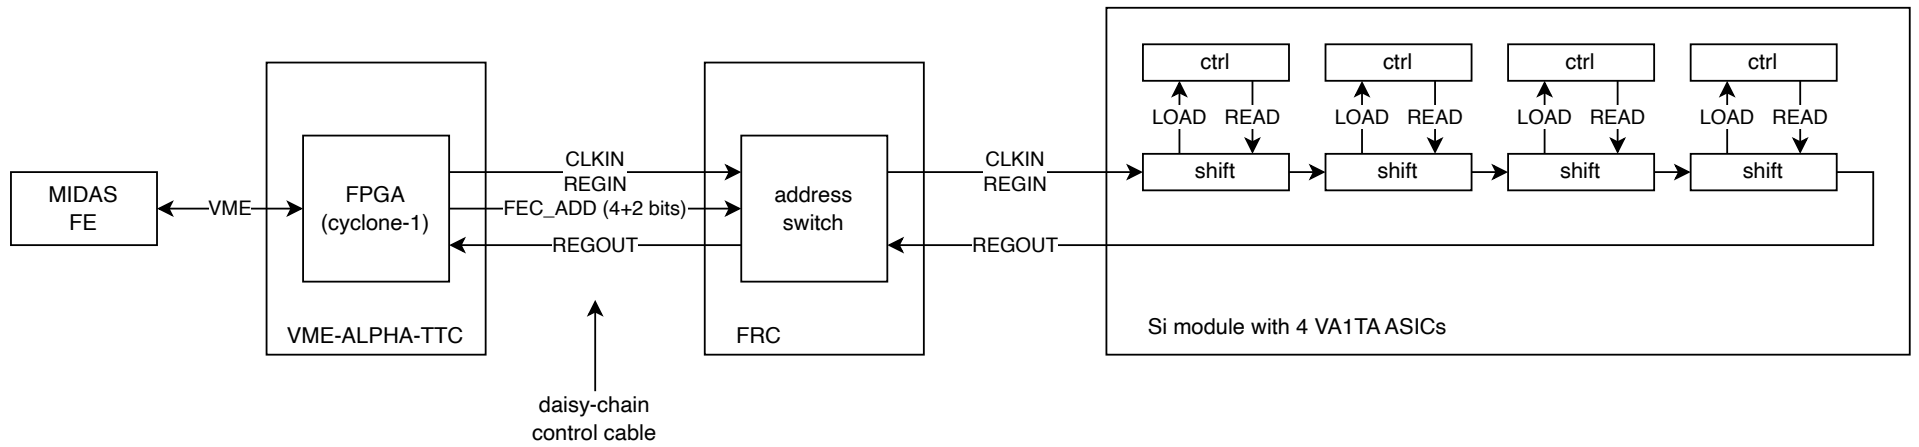 MIDAS
FE
VME
FPGA
(cyclone-1)
VME-ALPHA-TTC
CLKIN
REGIN
FEC_ADD (4+2 bits)
REGOUT
daisy-chain
control cable
address
switch
FRC
CLKIN
REGIN
REGOUT
ctrl ctrl ctrl ctrl
LOAD READ LOAD READ LOAD READ LOAD READ
shift shift shift shift
Si module with 4 VA1TA ASICs